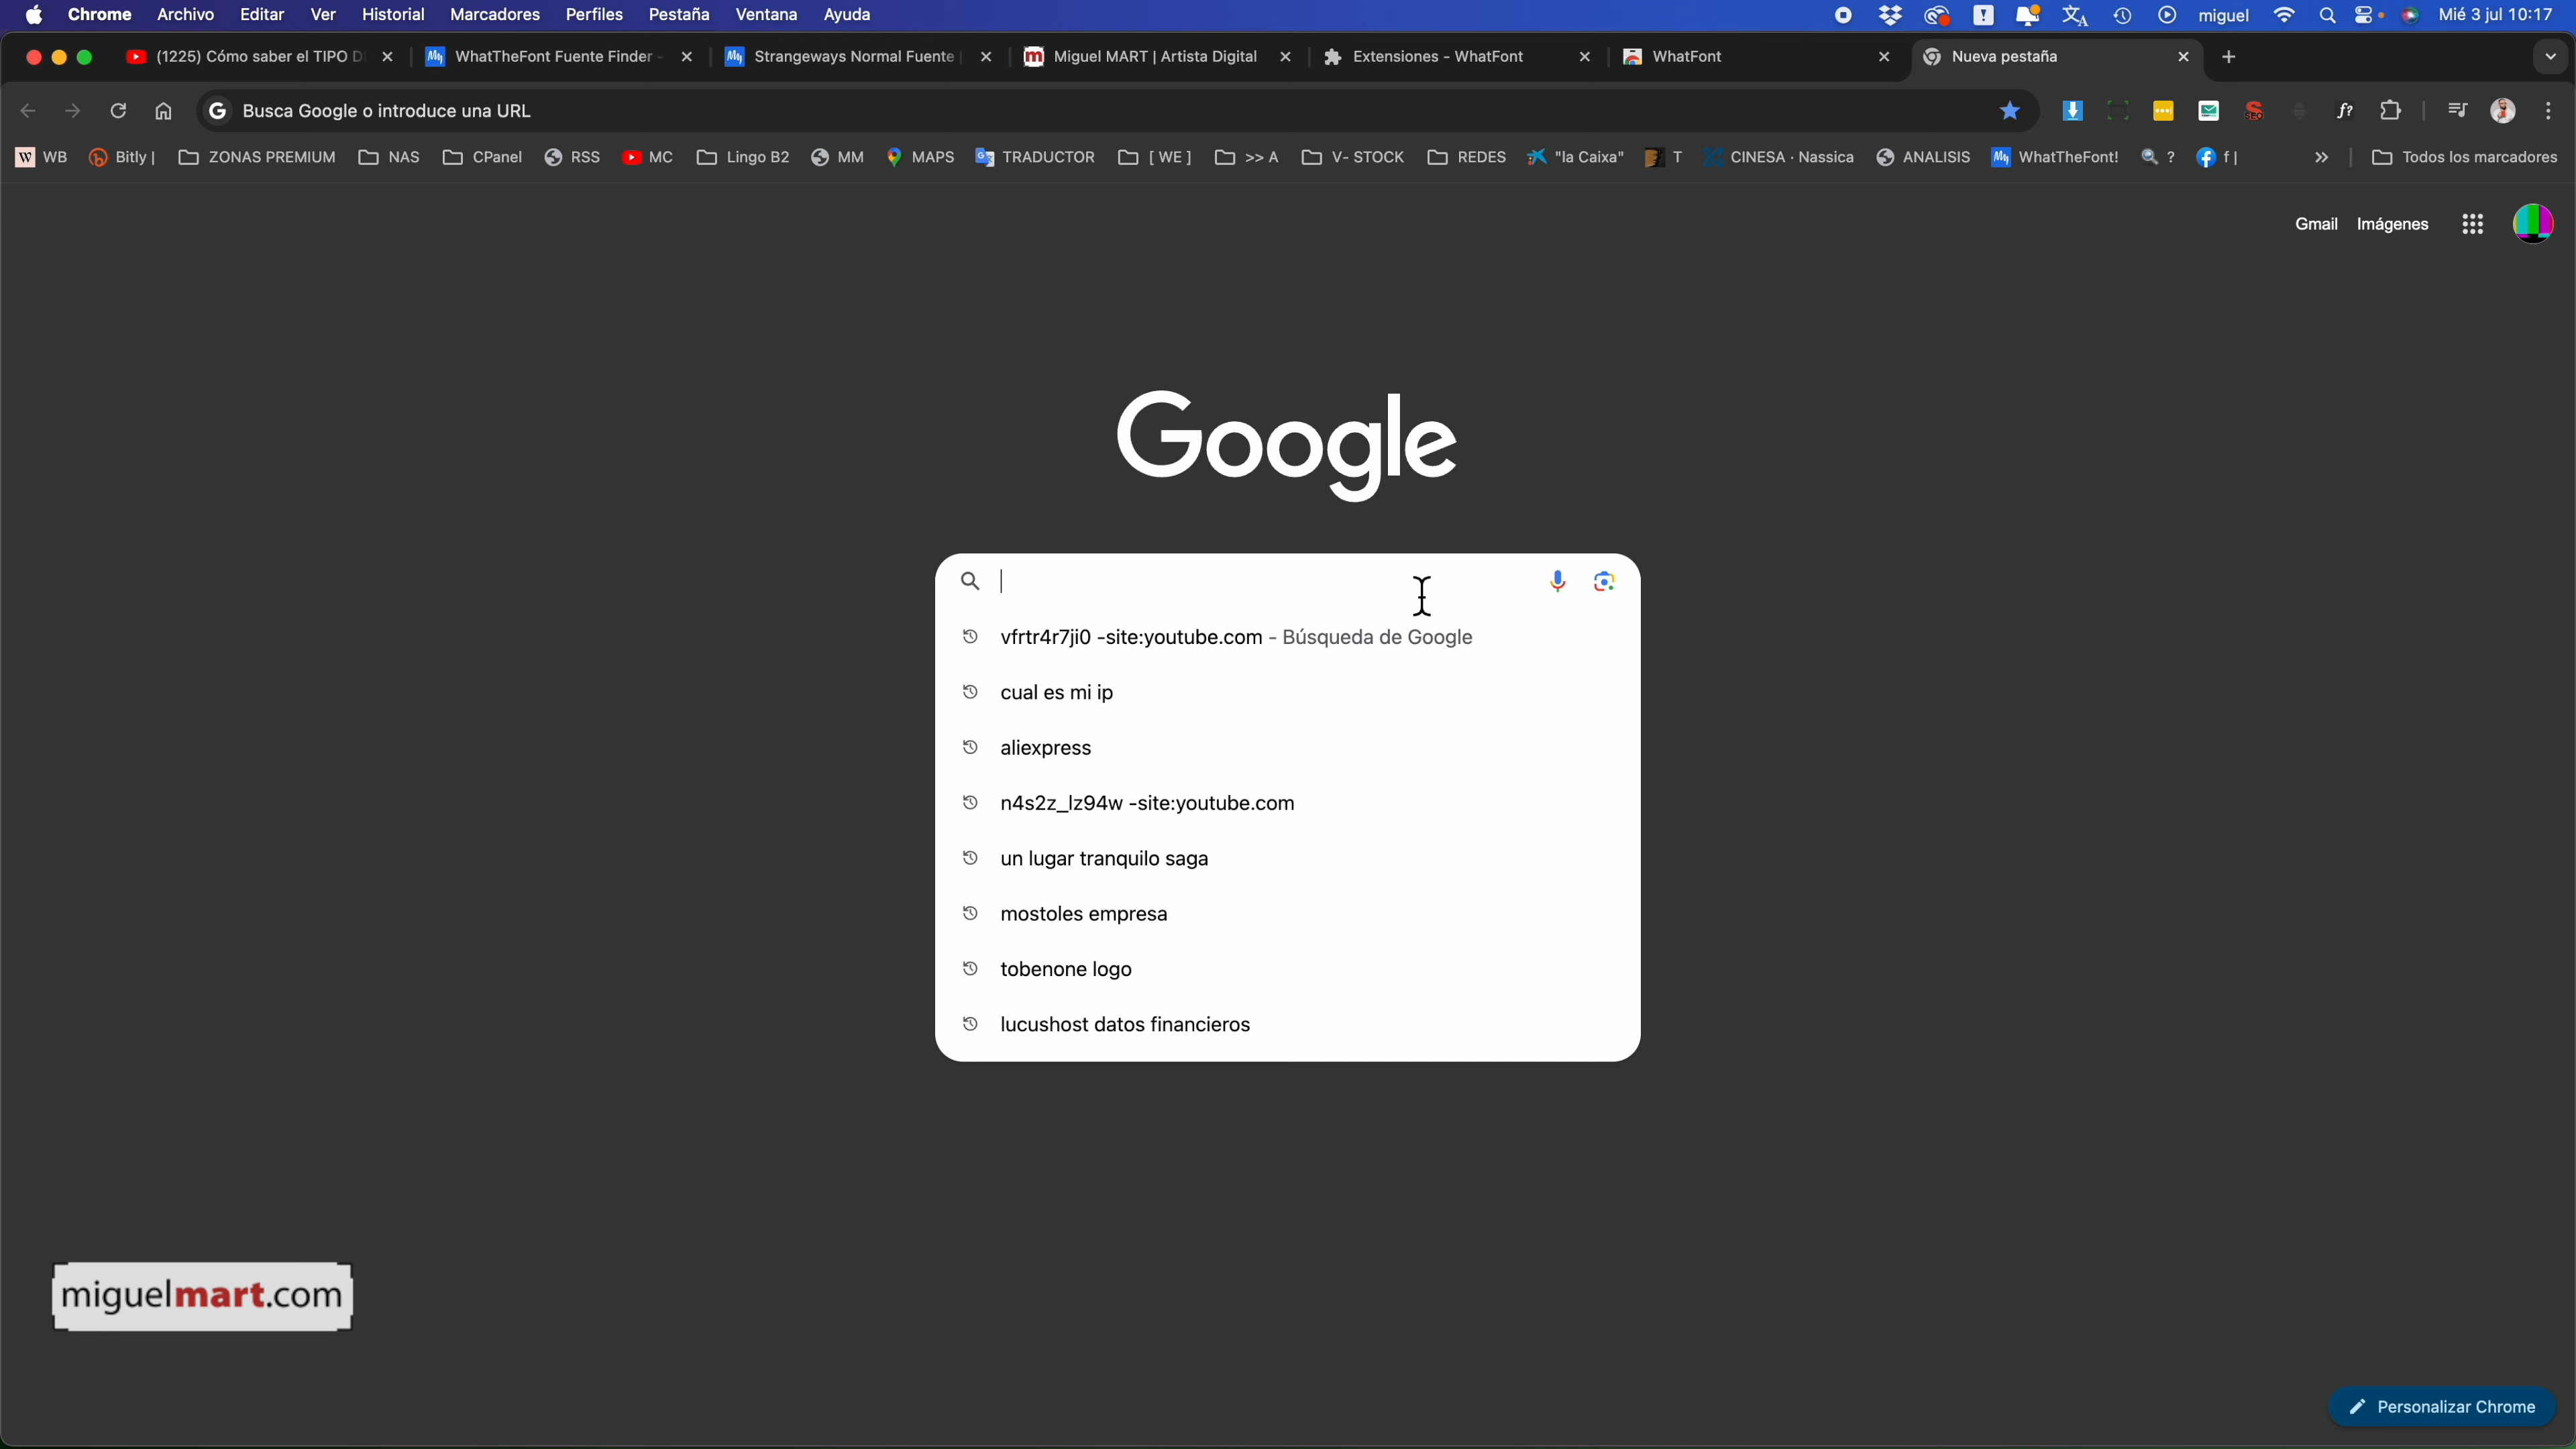 Chrome Archivo Editar Ver Historial Marcadores Perfiles Pestaña Ventana Ayuda miguel Mié 3 jul 10:17
(1225) Cómo saber el TIPO D WhatTheFont Fuente Finder - Strangeways Normal Fuente | Miguel MART | Artista Digital Extensiones - WhatFont WhatFont Nueva pestaña
Busca Google o introduce una URL
WB Bitly | ZONAS PREMIUM NAS CPanel RSS MC Lingo B2 MM MAPS TRADUCTOR [ WE ] >> A V- STOCK REDES "la Caixa" T CINESA · Nassica ANALISIS WhatTheFont! ? f | » Todos los marcadores
Gmail Imágenes
Google
vfrtr4r7ji0 -site:youtube.com - Búsqueda de Google
cual es mi ip
aliexpress
n4s2z_lz94w -site:youtube.com
un lugar tranquilo saga
mostoles empresa
tobenone logo
lucushost datos financieros
miguelmart.com
Personalizar Chrome